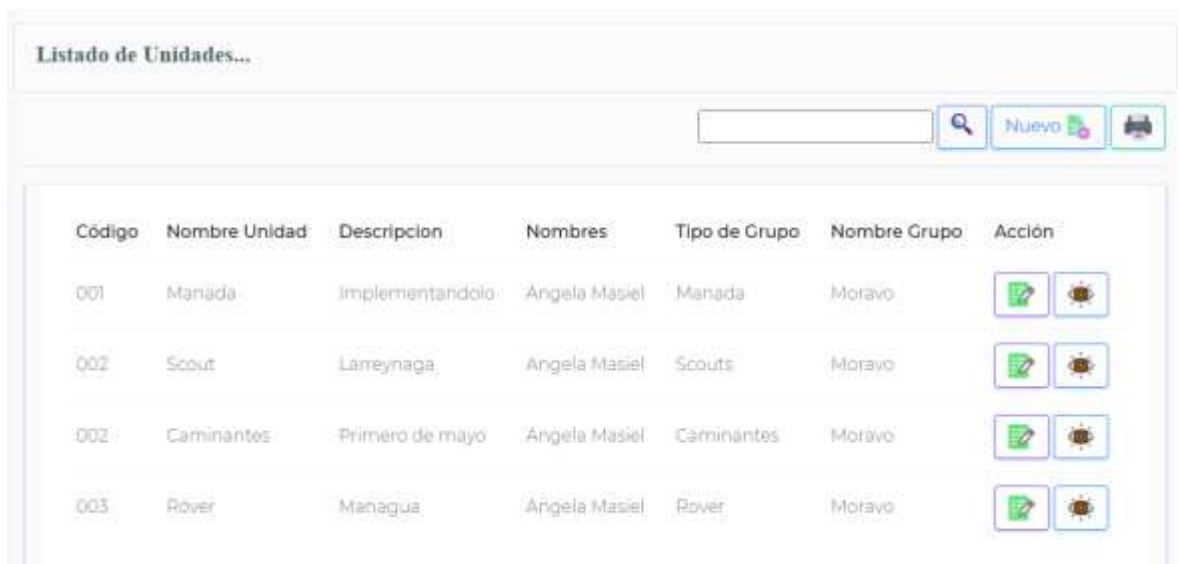 Listado de Unidades...
Nuevo
Código Nombre Unidad Descripcion Nombres Tipo de Grupo Nombre Grupo Acción
001 Manada Implementandolo Angela Masiel Manada Moravo
002 Scout Larreynaga Angela Masiel Scouts Moravo
002 Caminantes Primero de mayo Angela Masiel Caminantes Moravo
003 Rover Managua Angela Masiel Rover Moravo